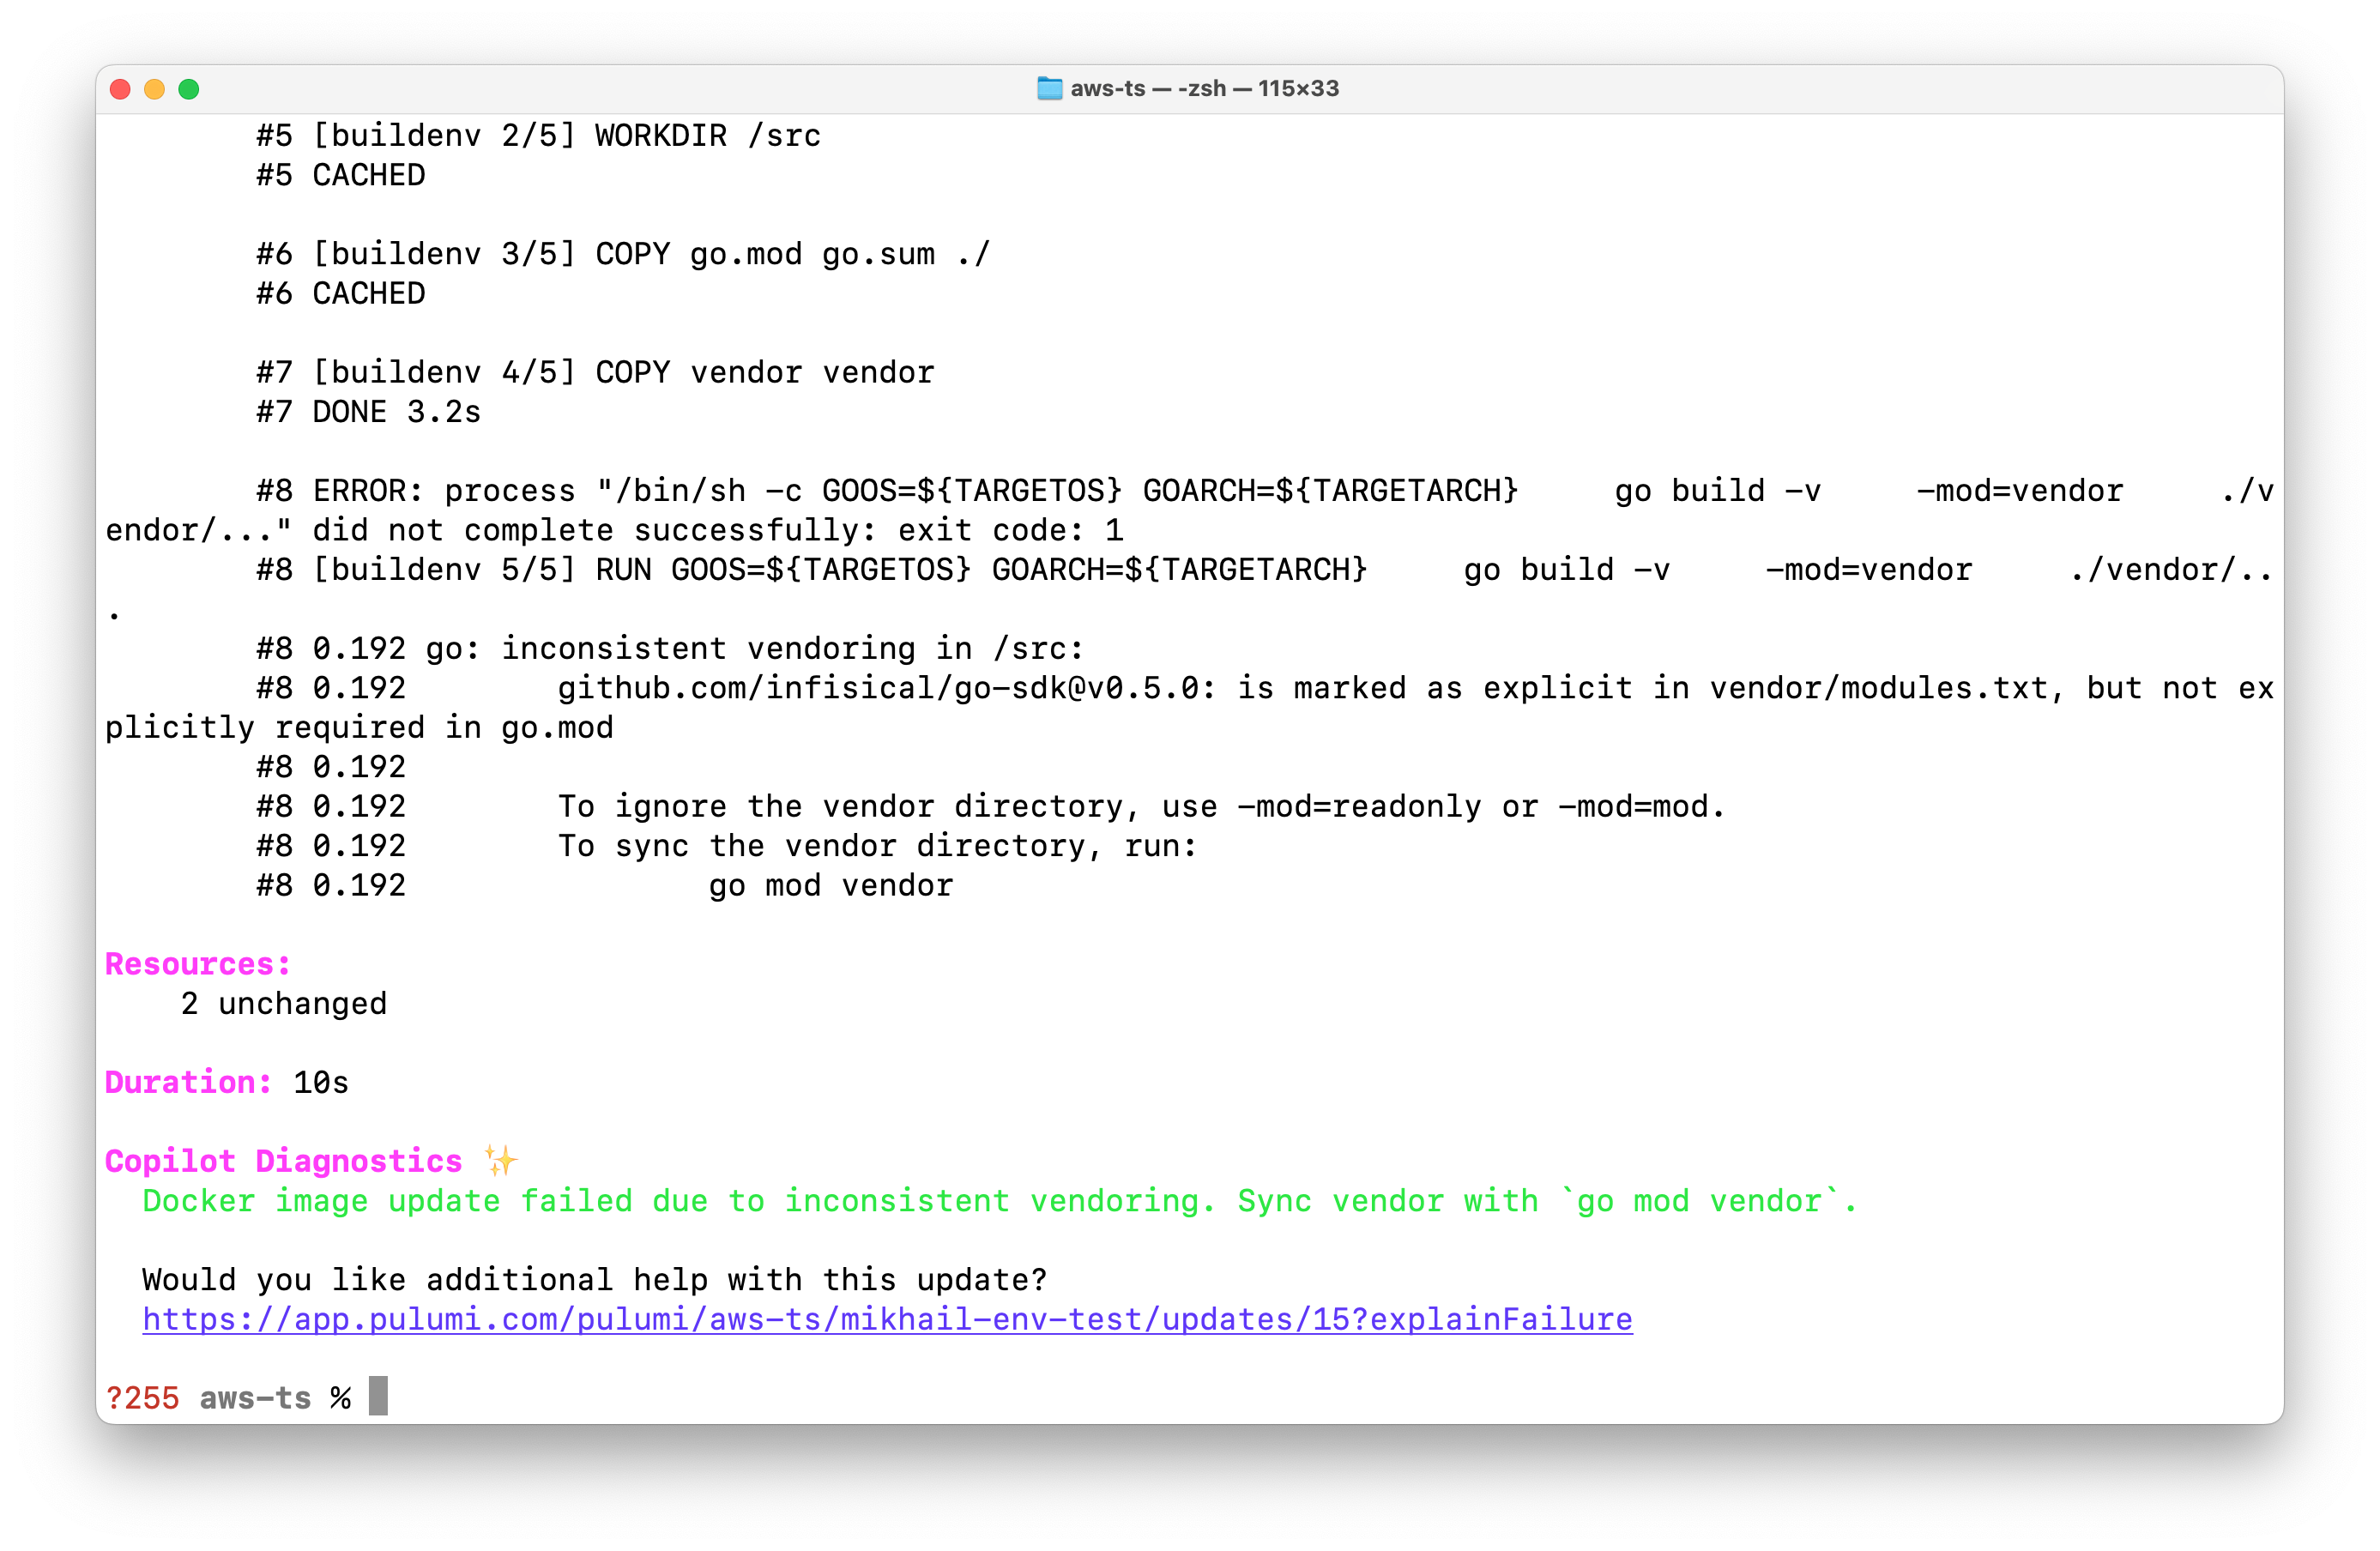 aws-ts — -zsh — 115×33
#5 [buildenv 2/5] WORKDIR /src
#5 CACHED
#6 [buildenv 3/5] COPY go.mod go.sum ./
#6 CACHED
#7 [buildenv 4/5] COPY vendor vendor
#7 DONE 3.2s
#8 ERROR: process "/bin/sh -c GOOS=${TARGETOS} GOARCH=${TARGETARCH}     go build -v     -mod=vendor     ./v
endor/..." did not complete successfully: exit code: 1
#8 [buildenv 5/5] RUN GOOS=${TARGETOS} GOARCH=${TARGETARCH}     go build -v     -mod=vendor     ./vendor/..
.
#8 0.192 go: inconsistent vendoring in /src:
#8 0.192        github.com/infisical/go-sdk@v0.5.0: is marked as explicit in vendor/modules.txt, but not ex
plicitly required in go.mod
#8 0.192
#8 0.192        To ignore the vendor directory, use -mod=readonly or -mod=mod.
#8 0.192        To sync the vendor directory, run:
#8 0.192                go mod vendor
Resources:
2 unchanged
Duration: 10s
Copilot Diagnostics ✨
Docker image update failed due to inconsistent vendoring. Sync vendor with `go mod vendor`.
Would you like additional help with this update?
https://app.pulumi.com/pulumi/aws-ts/mikhail-env-test/updates/15?explainFailure
?255 aws-ts %